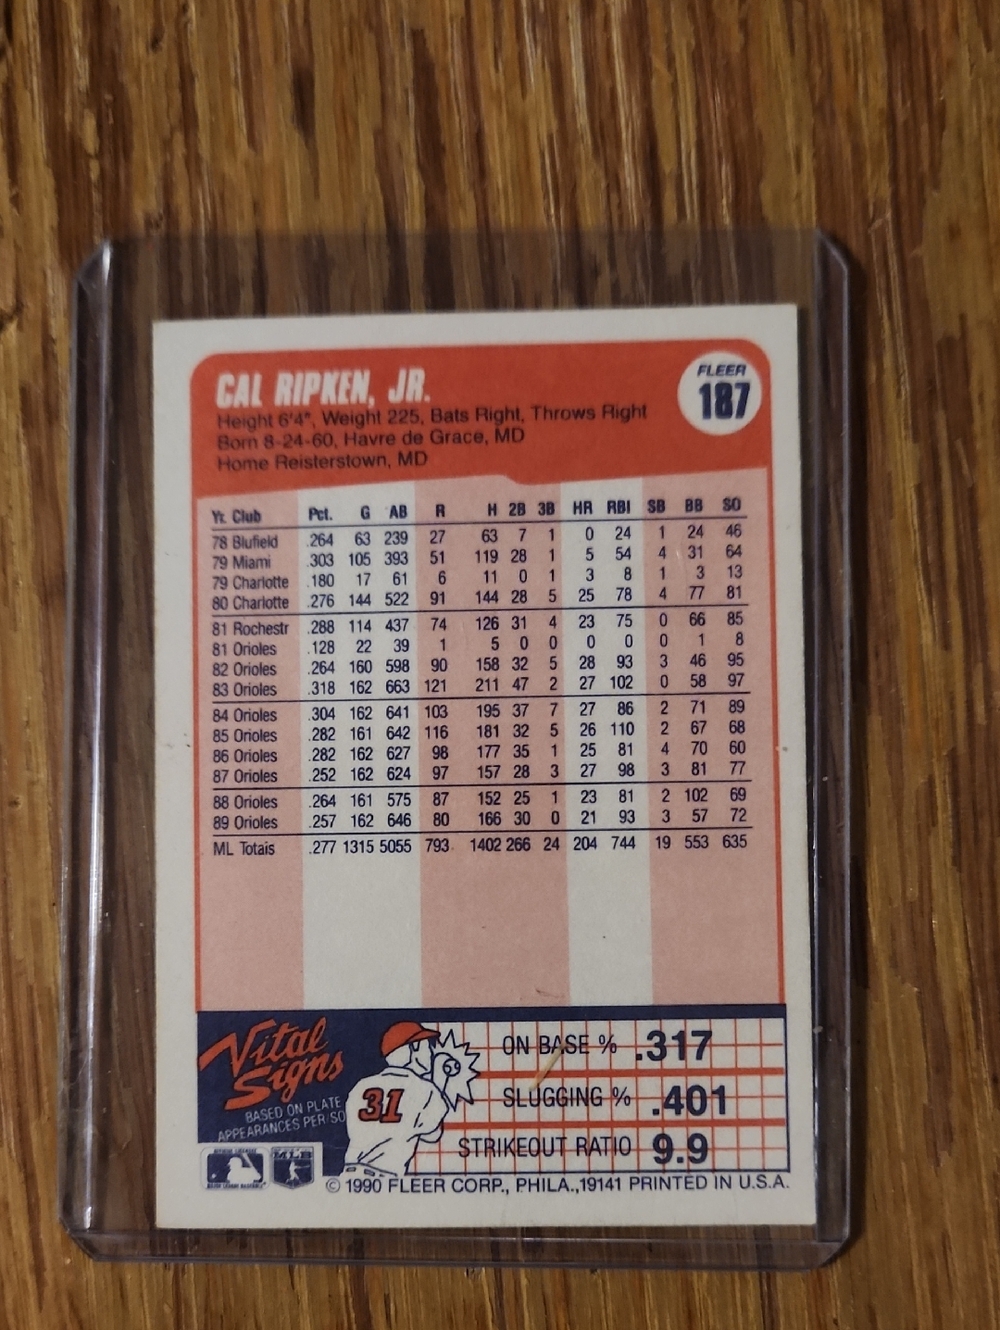 CAL RIPKEN, JR.
FLEER
187
Height 6'4", Weight 225, Bats Right, Throws Right
Born 8-24-60, Havre de Grace, MD
Home Reisterstown, MD
Yr. Club Pct. G AB R H 2B 3B HR RBI SB BB SO
78 Blufield .264 63 239 27 63 7 1 0 24 1 24 46
79 Miami .303 105 393 51 119 28 1 5 54 4 31 64
79 Charlotte .180 17 61 6 11 0 1 3 8 1 3 13
80 Charlotte .276 144 522 91 144 28 5 25 78 4 77 81
81 Rochestr .288 114 437 74 126 31 4 23 75 0 66 85
81 Orioles .128 22 39 1 5 0 0 0 0 0 1 8
82 Orioles .264 160 598 90 158 32 5 28 93 3 46 95
83 Orioles .318 162 663 121 211 47 2 27 102 0 58 97
84 Orioles .304 162 641 103 195 37 7 27 86 2 71 89
85 Orioles .282 161 642 116 181 32 5 26 110 2 67 68
86 Orioles .282 162 627 98 177 35 1 25 81 4 70 60
87 Orioles .252 162 624 97 157 28 3 27 98 3 81 77
88 Orioles .264 161 575 87 152 25 1 23 81 2 102 69
89 Orioles .257 162 646 80 166 30 0 21 93 3 57 72
ML Totals .277 1315 5055 793 1402 266 24 204 744 19 553 635
Vital
Signs
BASED ON PLATE
APPEARANCES PER/SO
31
ON BASE % .317
SLUGGING % .401
STRIKEOUT RATIO 9.9
MLB
© 1990 FLEER CORP., PHILA.,19141 PRINTED IN U.S.A.